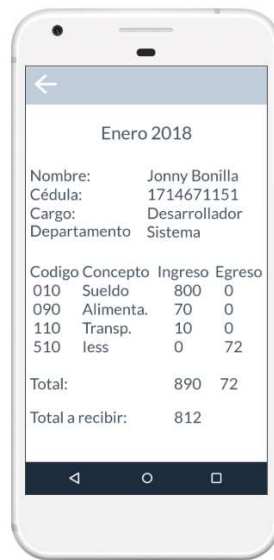 Enero 2018
Nombre: Jonny Bonilla
Cédula: 1714671151
Cargo: Desarrollador
Departamento Sistema
Codigo Concepto Ingreso Egreso
010 Sueldo 800 0
090 Alimenta. 70 0
110 Transp. 10 0
510 Iess 0 72
Total: 890 72
Total a recibir: 812